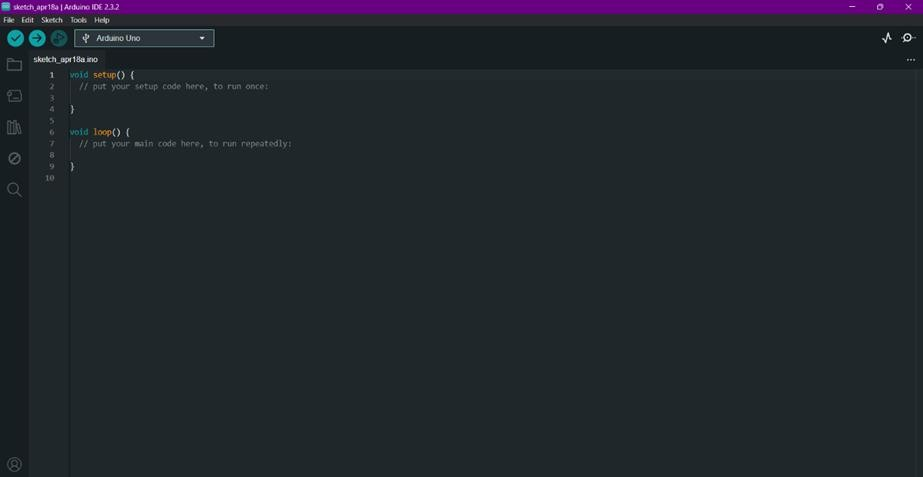 sketch_apr18a | Arduino IDE 2.3.2
File Edit Sketch Tools Help
Arduino Uno
sketch_apr18a.ino
1 void setup() {
2 // put your setup code here, to run once:
3
4 }
5
6 void loop() {
7 // put your main code here, to run repeatedly:
8
9 }
10